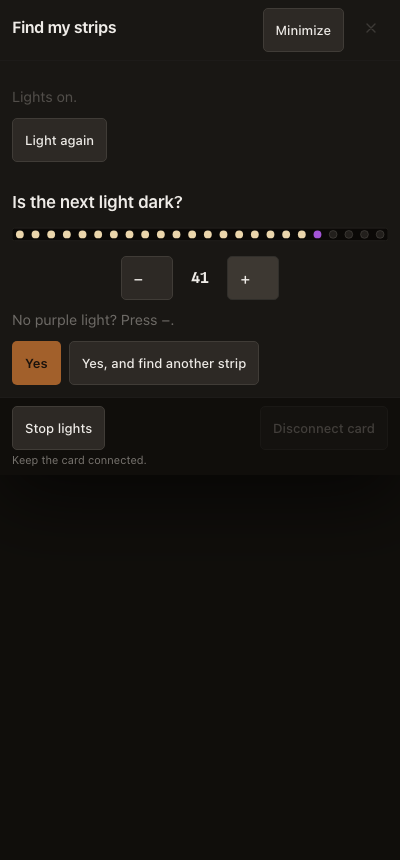 Find my strips
Minimize
×
Lights on.
Light again
Is the next light dark?
–
41
+
No purple light? Press –.
Yes
Yes, and find another strip
Stop lights
Disconnect card
Keep the card connected.